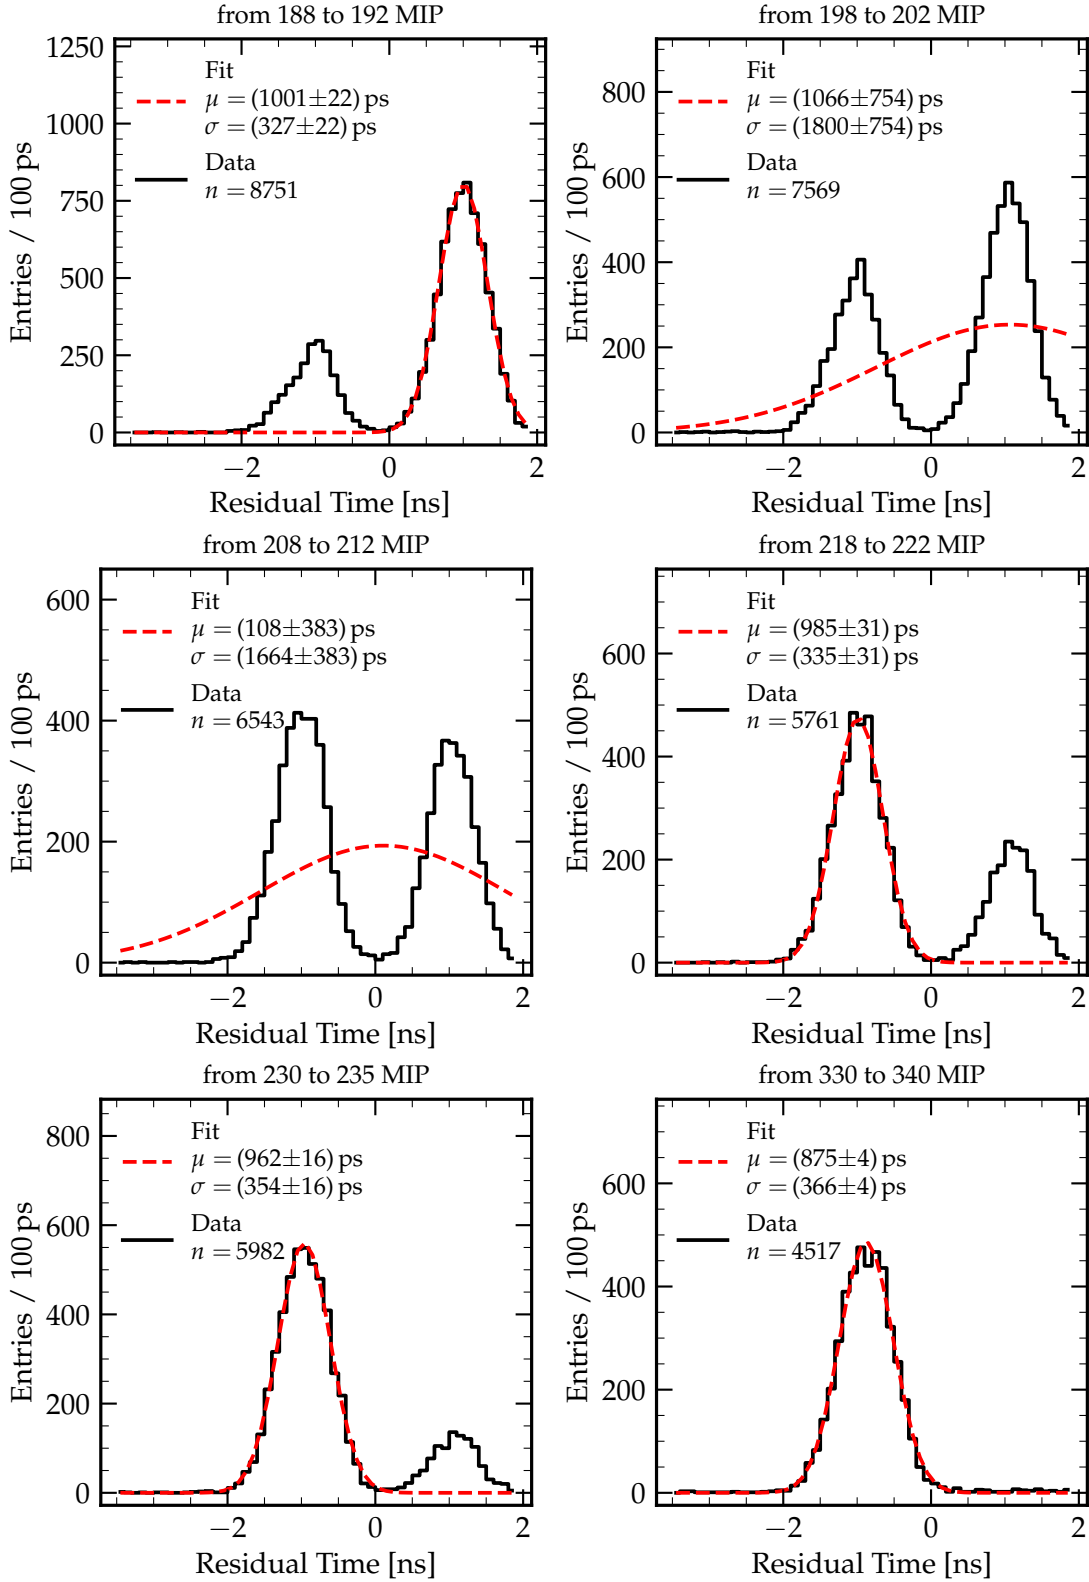 from 188 to 192 MIP
1250
1000
750
500
250
0
Entries / 100 ps
Fit
μ = (1001±22) ps
σ = (327±22) ps
Data
n = 8751
−2
0
2
Residual Time [ns]
from 198 to 202 MIP
800
600
400
200
0
Entries / 100 ps
Fit
μ = (1066±754) ps
σ = (1800±754) ps
Data
n = 7569
−2
0
2
Residual Time [ns]
from 208 to 212 MIP
600
400
200
0
Entries / 100 ps
Fit
μ = (108±383) ps
σ = (1664±383) ps
Data
n = 6543
−2
0
2
Residual Time [ns]
from 218 to 222 MIP
600
400
200
0
Entries / 100 ps
Fit
μ = (985±31) ps
σ = (335±31) ps
Data
n = 5761
−2
0
2
Residual Time [ns]
from 230 to 235 MIP
800
600
400
200
0
Entries / 100 ps
Fit
μ = (962±16) ps
σ = (354±16) ps
Data
n = 5982
−2
0
2
Residual Time [ns]
from 330 to 340 MIP
600
400
200
0
Entries / 100 ps
Fit
μ = (875±4) ps
σ = (366±4) ps
Data
n = 4517
−2
0
2
Residual Time [ns]